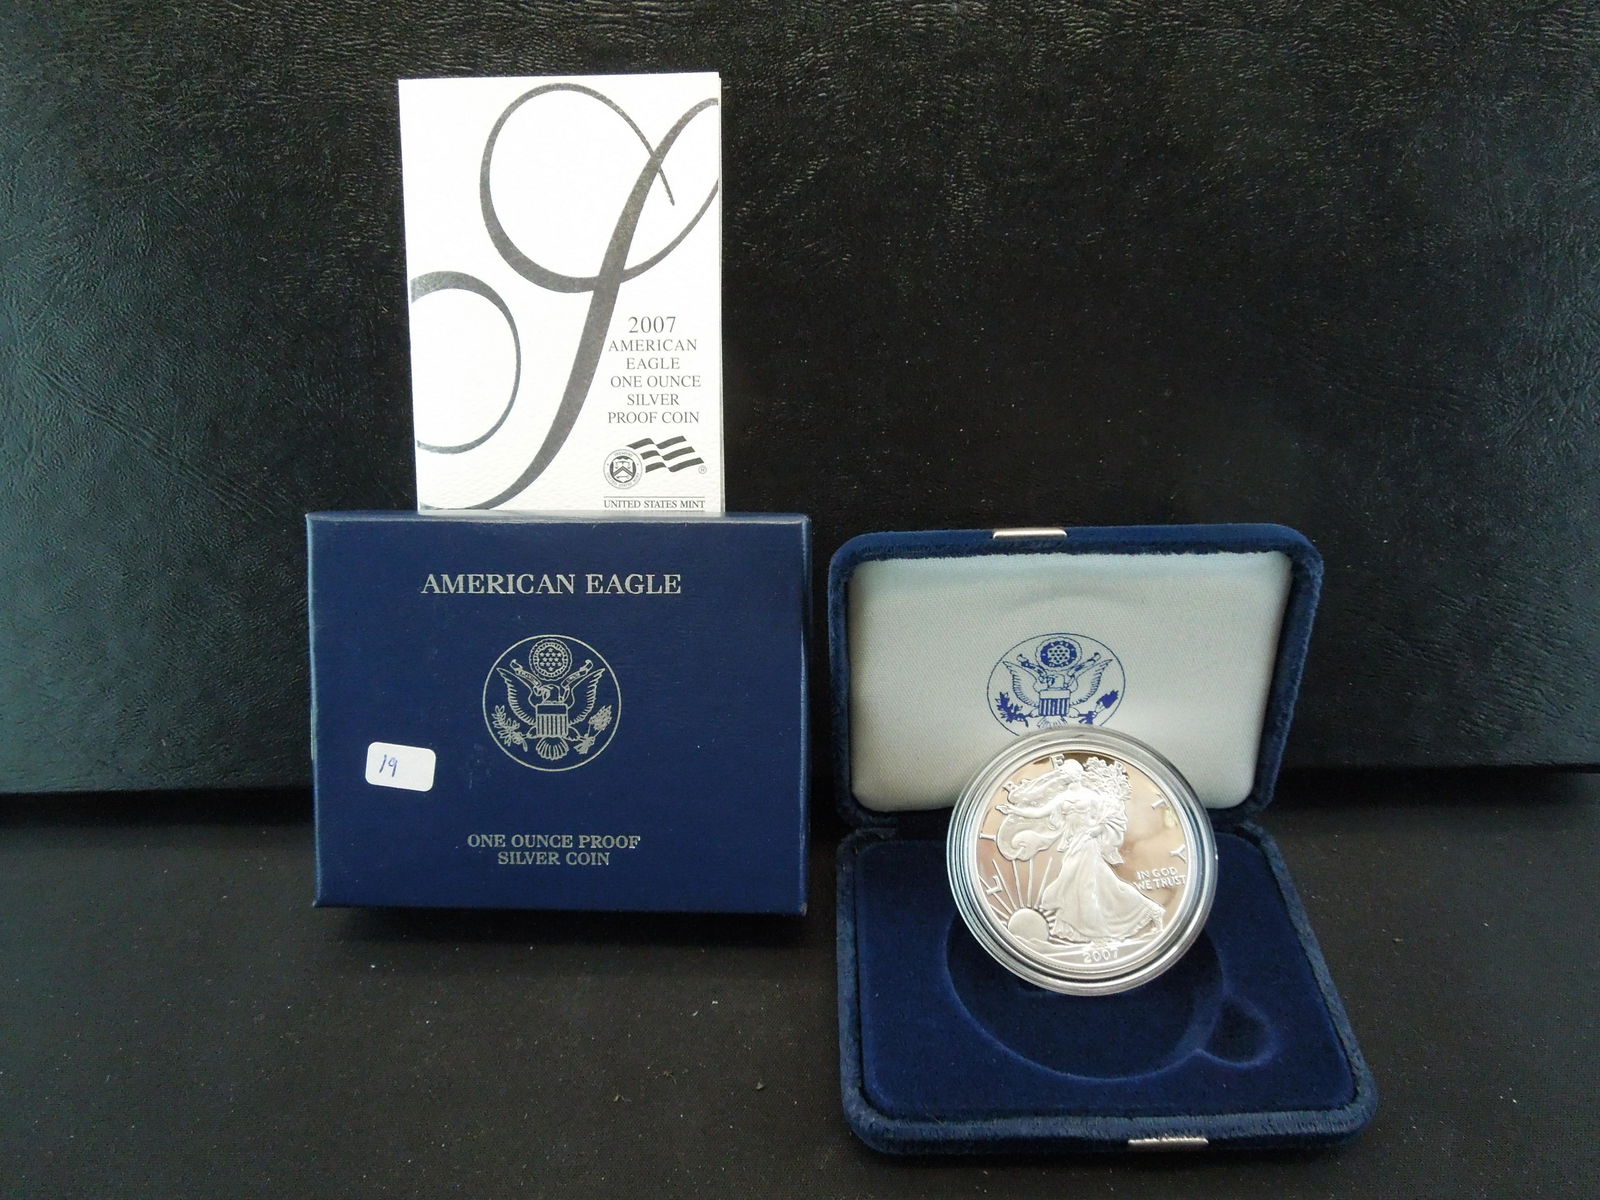 2007
AMERICAN
EAGLE
ONE OUNCE
SILVER
PROOF COIN
®
UNITED STATES MINT
AMERICAN EAGLE
19
ONE OUNCE PROOF
SILVER COIN
LIBERTY
IN GOD
WE TRUST
2007